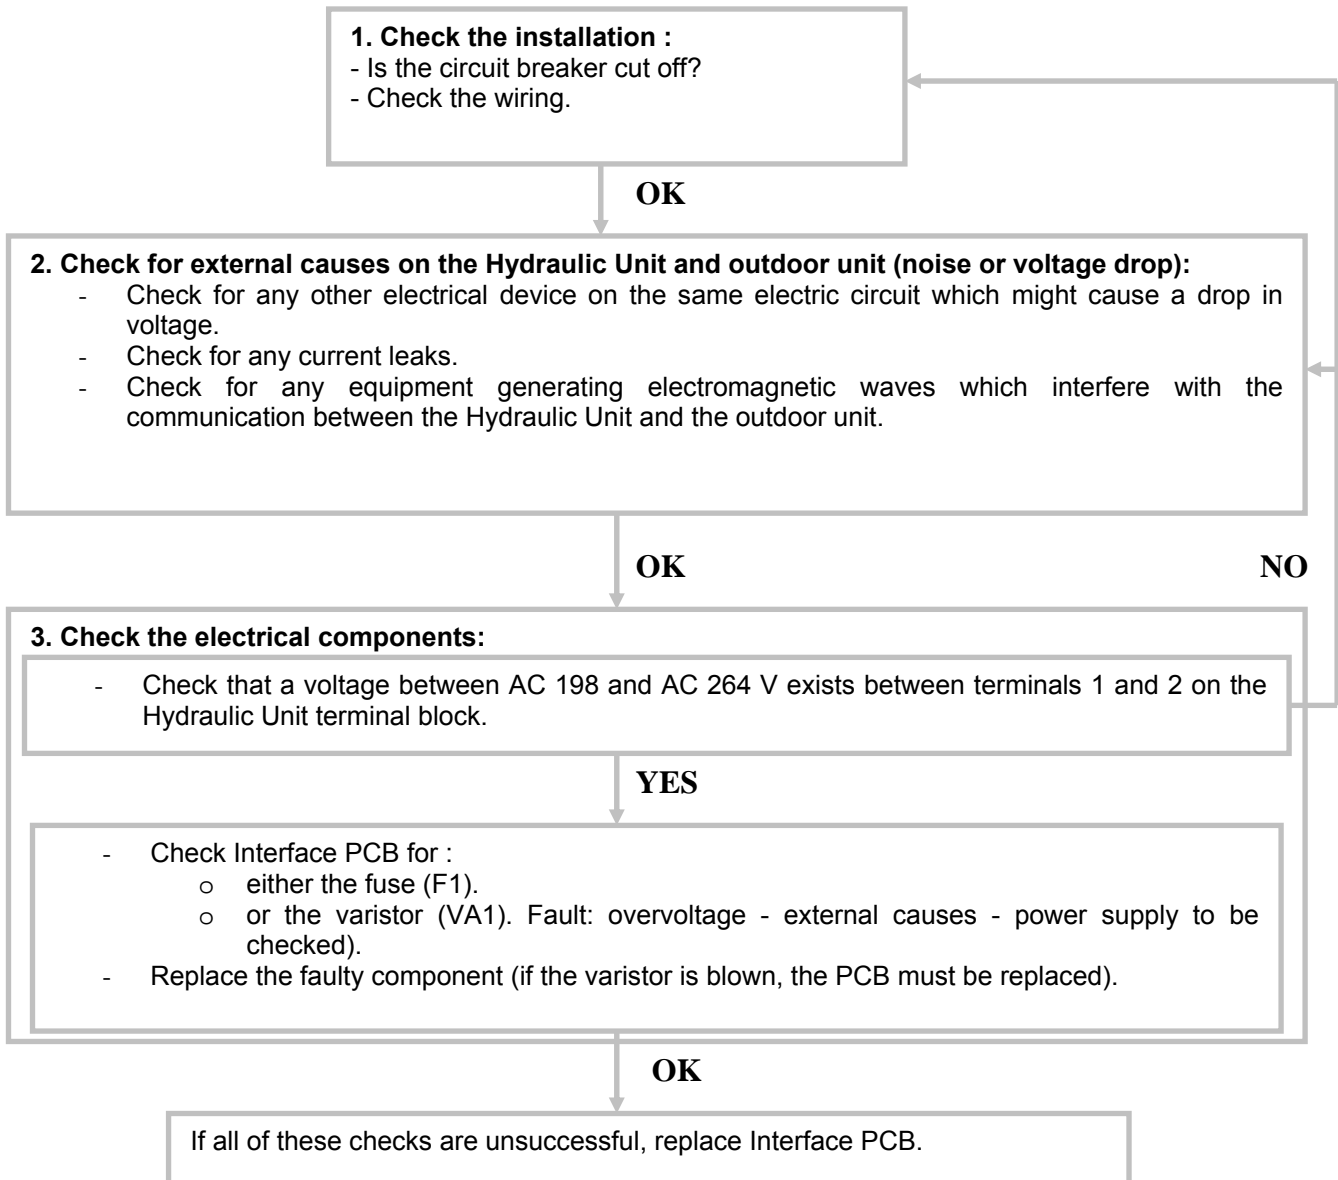 1. Check the installation :
- Is the circuit breaker cut off?
- Check the wiring.
OK
2. Check for external causes on the Hydraulic Unit and outdoor unit (noise or voltage drop):
- Check for any other electrical device on the same electric circuit which might cause a drop in
voltage.
- Check for any current leaks.
- Check for any equipment generating electromagnetic waves which interfere with the
communication between the Hydraulic Unit and the outdoor unit.
OK
NO
3. Check the electrical components:
- Check that a voltage between AC 198 and AC 264 V exists between terminals 1 and 2 on the
Hydraulic Unit terminal block.
YES
- Check Interface PCB for :
o either the fuse (F1).
o or the varistor (VA1). Fault: overvoltage - external causes - power supply to be
checked).
- Replace the faulty component (if the varistor is blown, the PCB must be replaced).
OK
If all of these checks are unsuccessful, replace Interface PCB.